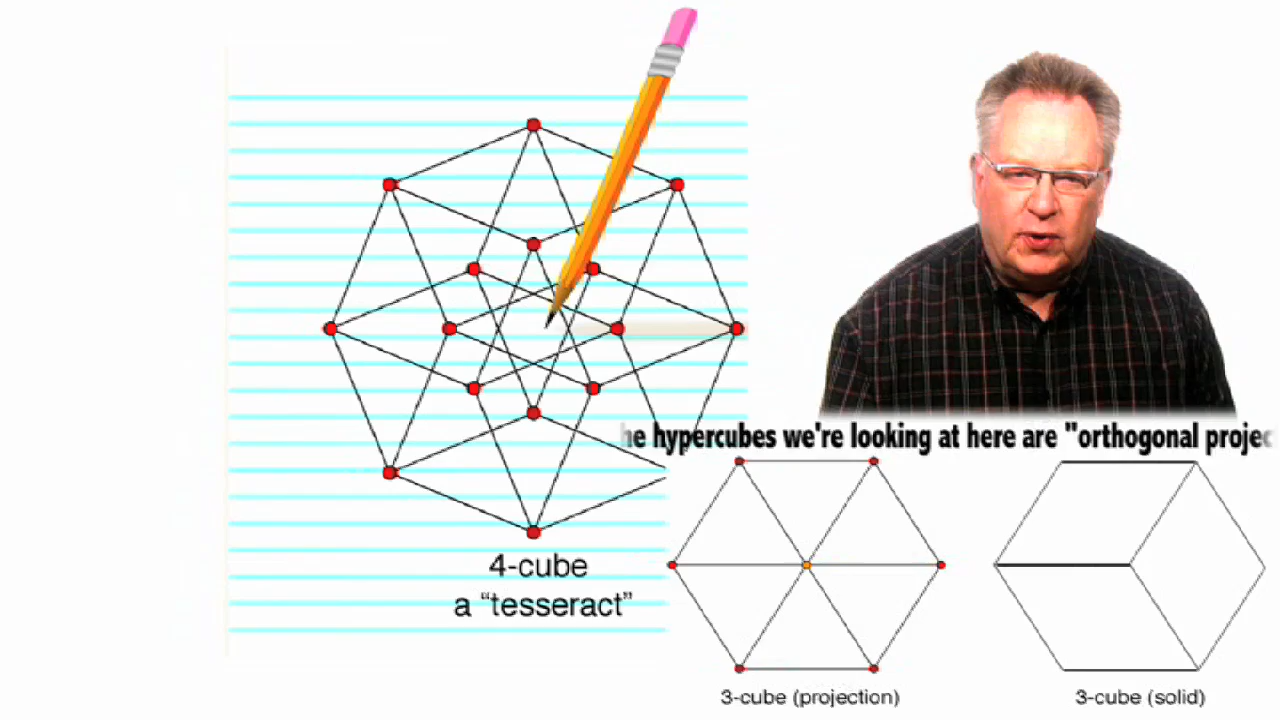 he hypercubes we're looking at here are "orthogonal projec
4-cube
a “tesseract”
3-cube (projection)
3-cube (solid)